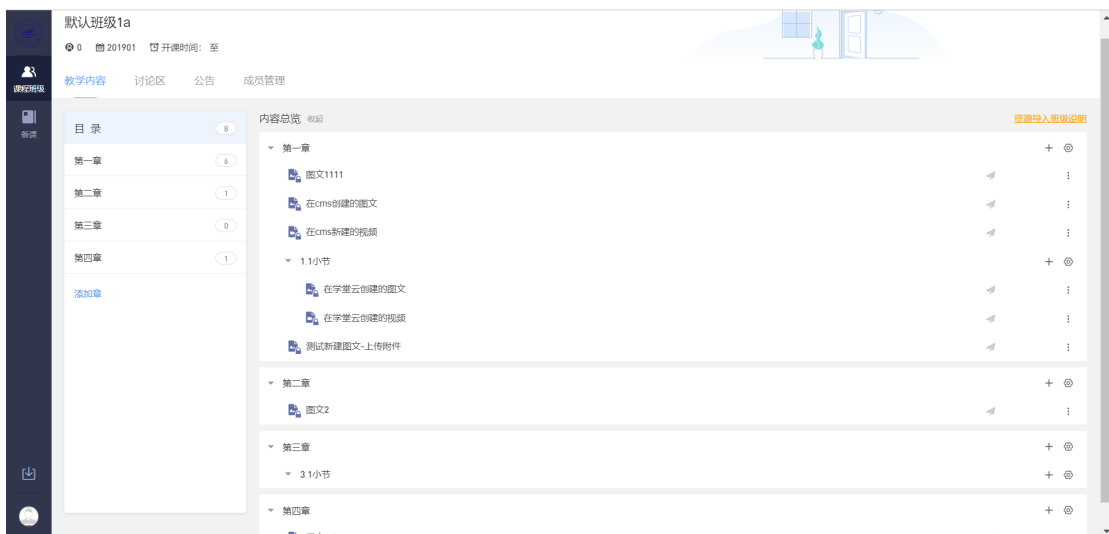 默认班级1a
0 201901 开课时间： 至
课程班级
教学内容 讨论区 公告 成员管理
备课
目 录 8
第一章 6
第二章 1
第三章 0
第四章 1
添加章
内容总览 收起 资源导入班级说明
第一章
图文1111
在cms创建的图文
在cms新建的视频
1.1小节
在学堂云创建的图文
在学堂云创建的视频
测试新建图文-上传附件
第二章
图文2
第三章
3.1小节
第四章